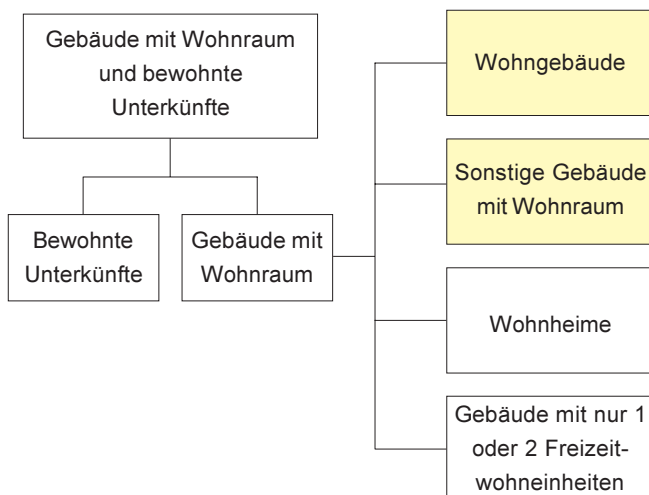 Gebäude mit Wohnraum
und bewohnte
Unterkünfte
Bewohnte
Unterkünfte
Gebäude mit
Wohnraum
Wohngebäude
Sonstige Gebäude
mit Wohnraum
Wohnheime
Gebäude mit nur 1
oder 2 Freizeit-
wohneinheiten